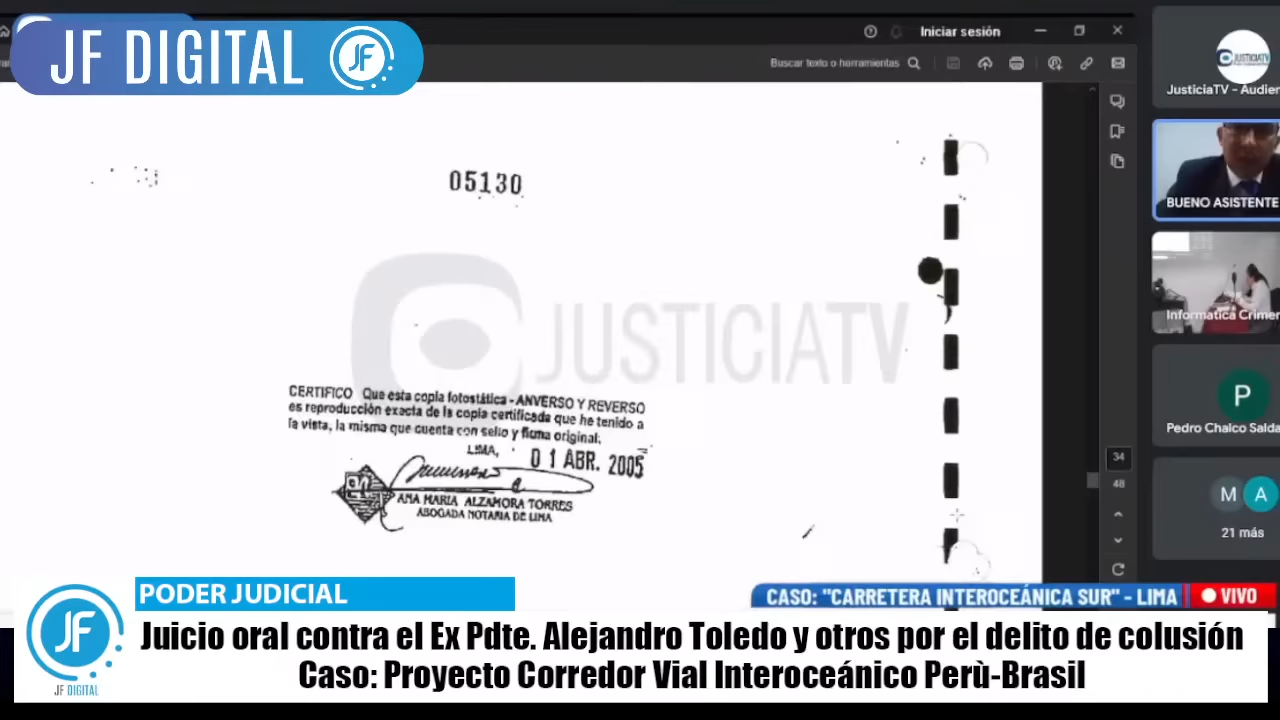 JF DIGITAL
JF
Iniciar sesión
Buscar texto o herramientas
JUSTICIATV
JusticiaTV - Audien
BUENO ASISTENTE
Informatica Crimen
P
Pedro Chalco Salda
M A
21 más
05130
JUSTICIATV
CERTIFICO Que esta copia fotostática - ANVERSO Y REVERSO
es reproducción exacta de la copia certificada que he tenido a
la vista, la misma que cuenta con sello y firma original;
LIMA, 01 ABR. 2005
ANA MARIA ALZAMORA TORRES
ABOGADA NOTARIA DE LIMA
34
48
PODER JUDICIAL
CASO: "CARRETERA INTEROCEÁNICA SUR" - LIMA
VIVO
JF
JF DIGITAL
Juicio oral contra el Ex Pdte. Alejandro Toledo y otros por el delito de colusión
Caso: Proyecto Corredor Vial Interoceánico Perù-Brasil